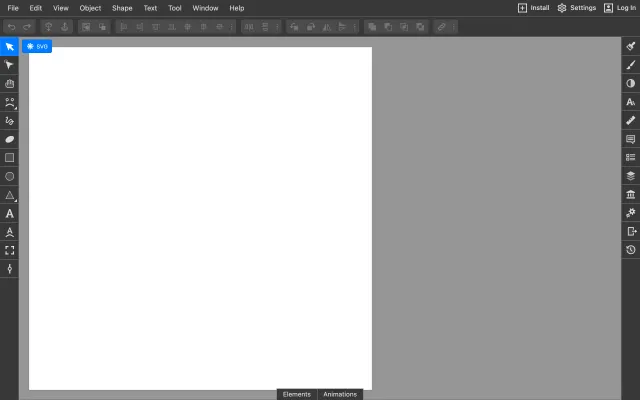 File Edit View Object Shape Text Tool Window Help Install Settings Log In
SVG
Elements Animations